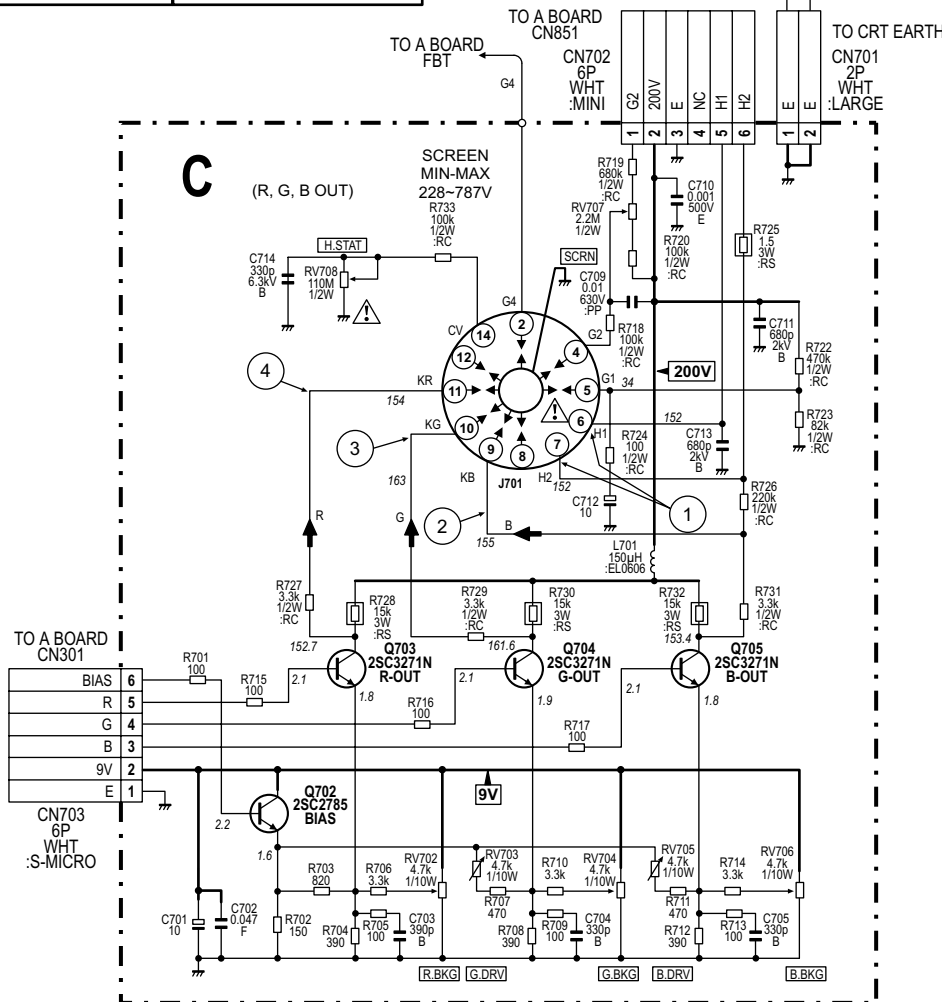 TO A BOARD
CN851
TO A BOARD
FBT
G4
CN702
6P
WHT
:MINI
G2
200V
E
NC
H1
H2
1
2
3
4
5
6
TO CRT EARTH
CN701
2P
WHT
:LARGE
E
E
1
2
C
(R, G, B OUT)
SCREEN
MIN-MAX
228~787V
R733
100k
1/2W
:RC
H.STAT
C714
330p
6.3kV
B
RV708
110M
1/2W
R719
680k
1/2W
:RC
RV707
2.2M
1/2W
R720
100k
1/2W
:RC
C710
0.001
500V
E
R725
1.5
3W
:RS
SCRN
C709
0.01
630V
:PP
R718
100k
1/2W
:RC
C711
680p
2kV
B
R722
470k
1/2W
:RC
R723
82k
1/2W
:RC
200V
G4
CV
14
2
G2
4
12
KR
11
5
G1
34
154
KG
10
6
H1
152
9
8
7
KB
J701
H2
152
R724
100
1/2W
:RC
C712
10
C713
680p
2kV
B
R726
220k
1/2W
:RC
4
3
2
1
163
155
R
G
B
L701
150µH
:EL0606
R727
3.3k
1/2W
:RC
R728
15k
3W
:RS
R729
3.3k
1/2W
:RC
R730
15k
3W
:RS
R732
15k
3W
:RS
R731
3.3k
1/2W
:RC
152.7
161.6
153.4
Q703
2SC3271N
R-OUT
Q704
2SC3271N
G-OUT
Q705
2SC3271N
B-OUT
2.1
1.8
2.1
1.9
2.1
1.8
TO A BOARD
CN301
BIAS 6
R 5
G 4
B 3
9V 2
E 1
CN703
6P
WHT
:S-MICRO
R701
100
R715
100
R716
100
R717
100
9V
Q702
2SC2785
BIAS
2.2
1.6
R703
820
R706
3.3k
RV702
4.7k
1/10W
RV703
4.7k
1/10W
R710
3.3k
RV704
4.7k
1/10W
RV705
4.7k
1/10W
R714
3.3k
RV706
4.7k
1/10W
R707
470
R711
470
C701
10
C702
0.047
F
R702
150
R704
390
R705
100
C703
390p
B
R708
390
R709
100
C704
330p
B
R712
390
R713
100
C705
330p
B
R.BKG
G.DRV
G.BKG
B.DRV
B.BKG